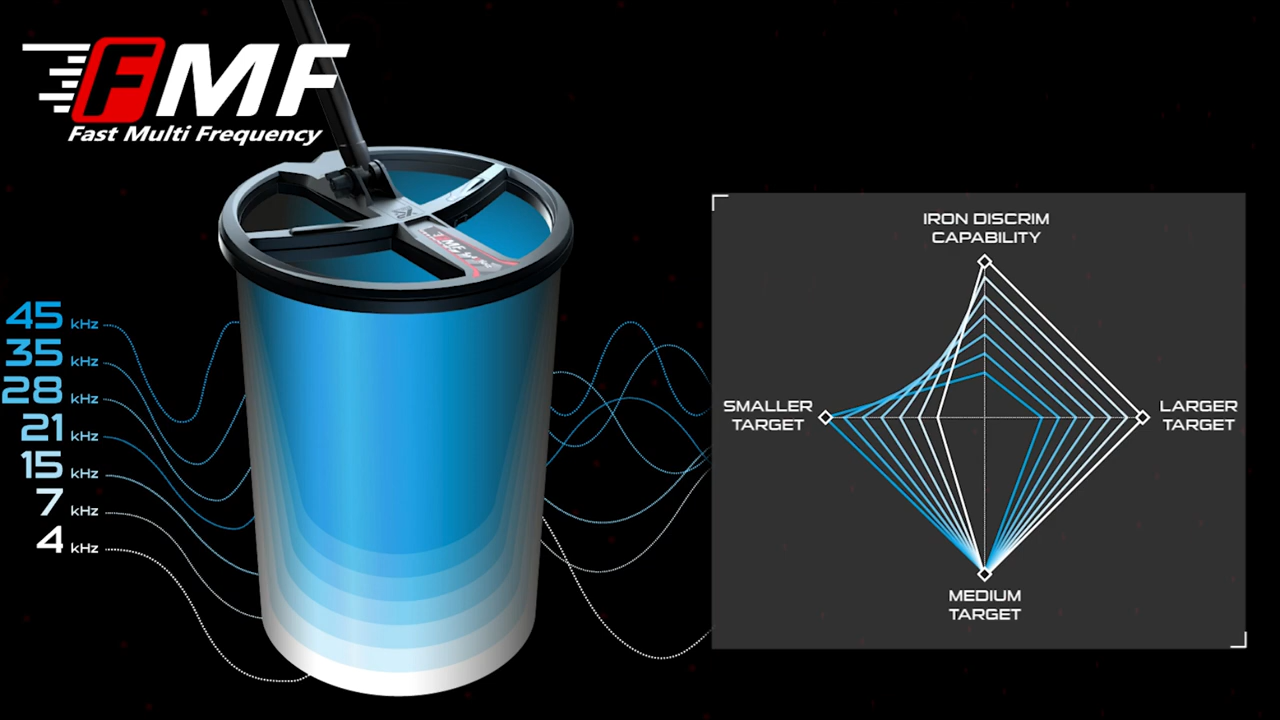 FMF
Fast Multi Frequency
45 kHz
35 kHz
28 kHz
21 kHz
15 kHz
7 kHz
4 kHz
IRON DISCRIM
CAPABILITY
SMALLER
TARGET
LARGER
TARGET
MEDIUM
TARGET
FMF